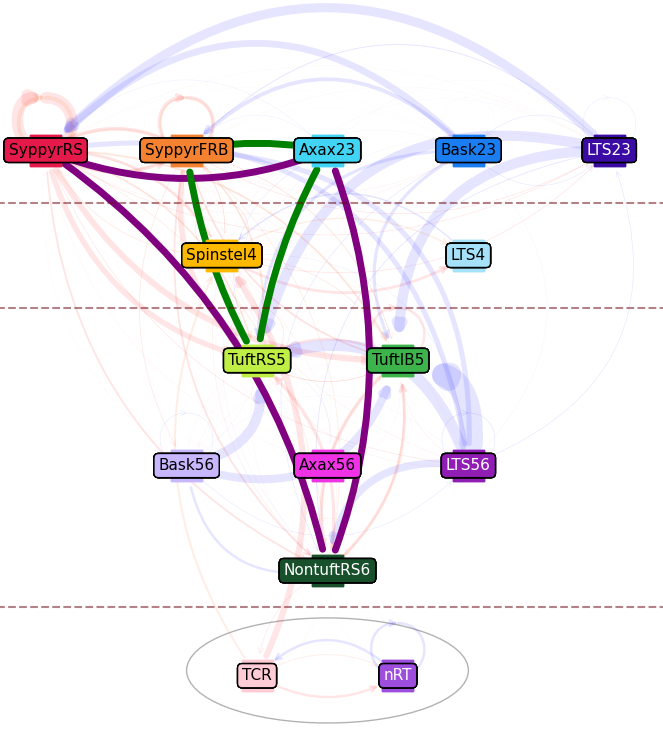 SyppyrRS SyppyrFRB Axax23 Bask23 LTS23
Spinstel4 LTS4
TuftRS5 TuftIB5
Bask56 Axax56 LTS56
NontuftRS6
TCR nRT